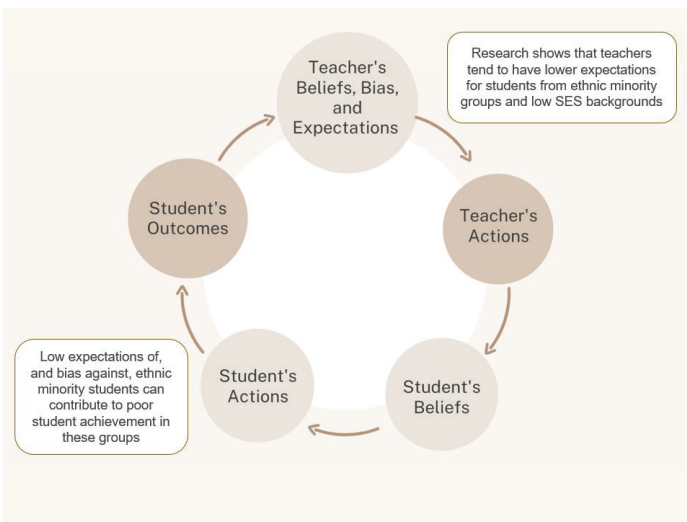 Teacher's
Beliefs, Bias,
and
Expectations
Research shows that teachers
tend to have lower expectations
for students from ethnic minority
groups and low SES backgrounds
Teacher's
Actions
Student's
Beliefs
Student's
Actions
Low expectations of,
and bias against, ethnic
minority students can
contribute to poor
student achievement in
these groups
Student's
Outcomes